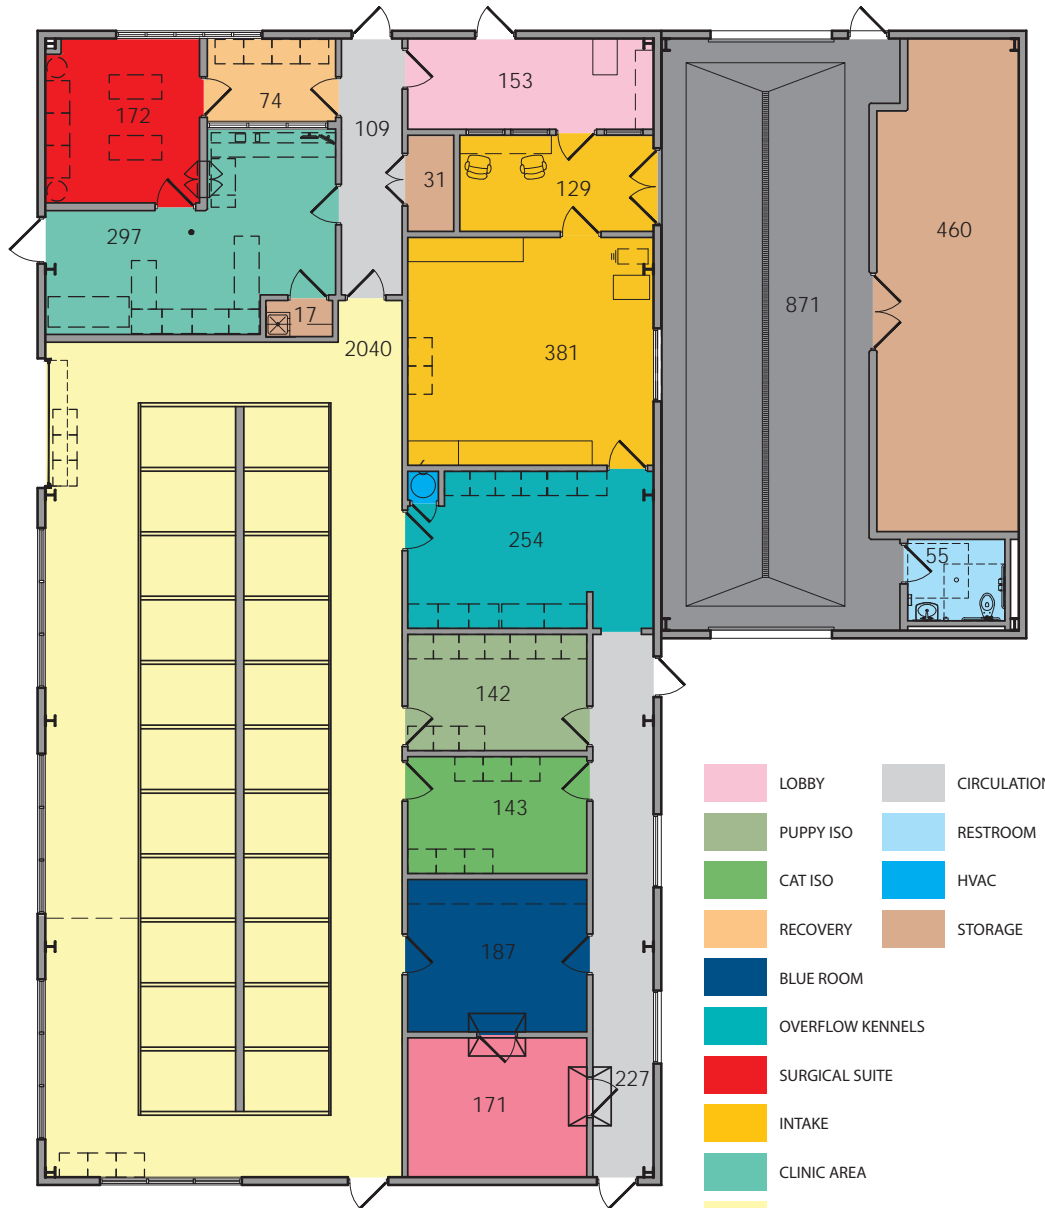 153
74
172
109
31
129
297
460
871
17
2040
381
254
55
142
143
187
227
171
LOBBY
CIRCULATION
PUPPY ISO
RESTROOM
CAT ISO
HVAC
RECOVERY
STORAGE
BLUE ROOM
OVERFLOW KENNELS
SURGICAL SUITE
INTAKE
CLINIC AREA